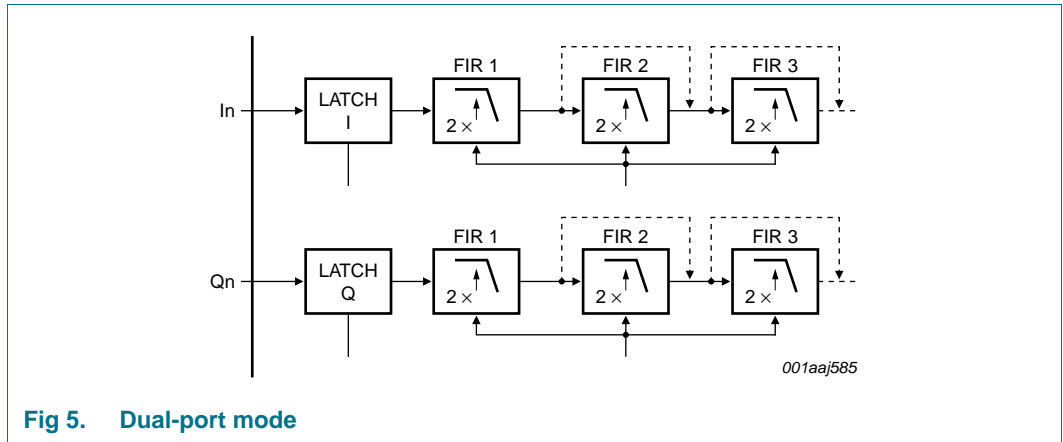 FIR 1 FIR 2 FIR 3
In LATCH I 2 × 2 × 2 ×
FIR 1 FIR 2 FIR 3
Qn LATCH Q 2 × 2 × 2 ×
001aaj585
Fig 5. Dual-port mode